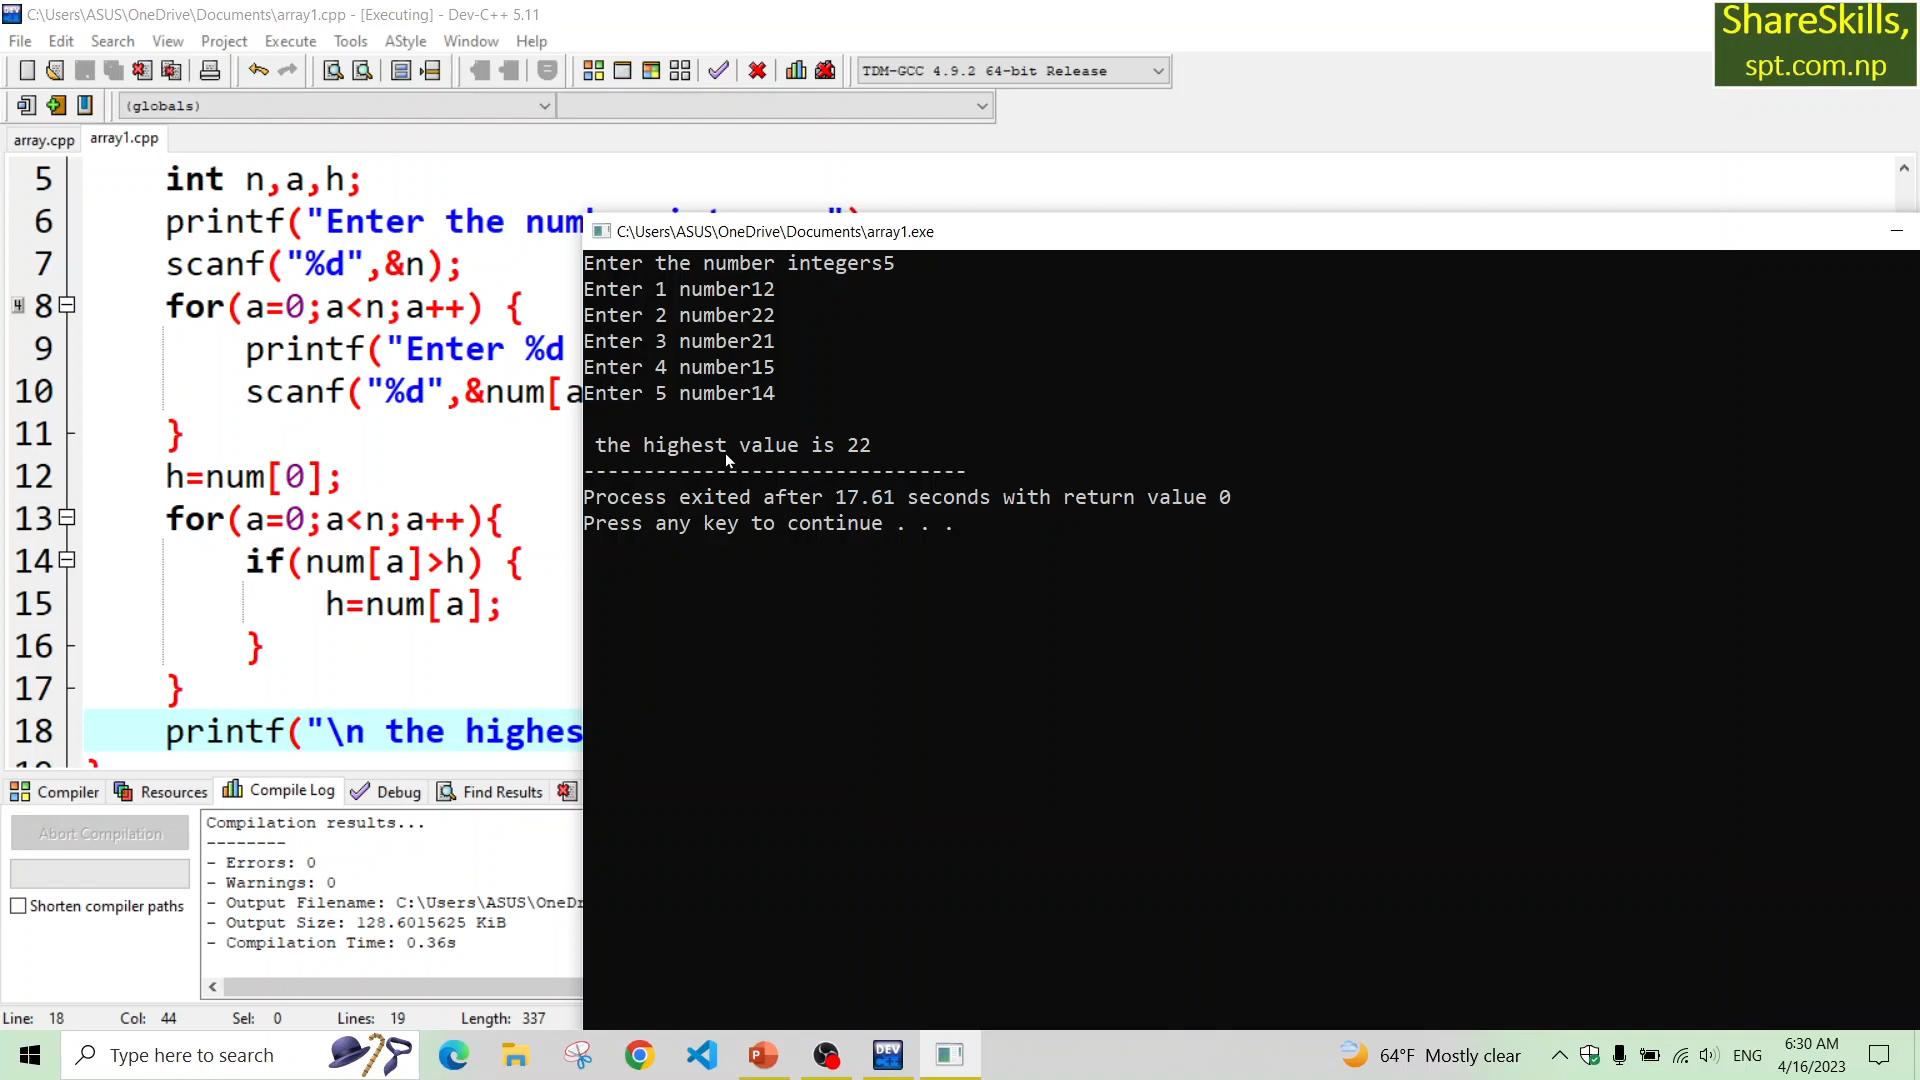 C:\Users\ASUS\OneDrive\Documents\array1.cpp - [Executing] - Dev-C++ 5.11
File Edit Search View Project Execute Tools AStyle Window Help
ShareSkills,
spt.com.np
TDM-GCC 4.9.2 64-bit Release
(globals)
array.cpp array1.cpp
5 int n,a,h;
6 printf("Enter the num
7 scanf("%d",&n);
8 for(a=0;a<n;a++) {
9 printf("Enter %d
10 scanf("%d",&num[a
11 }
12 h=num[0];
13 for(a=0;a<n;a++){
14 if(num[a]>h) {
15 h=num[a];
16 }
17 }
18 printf("\n the highes
C:\Users\ASUS\OneDrive\Documents\array1.exe
Enter the number integers5
Enter 1 number12
Enter 2 number22
Enter 3 number21
Enter 4 number15
Enter 5 number14
the highest value is 22
--------------------------------
Process exited after 17.61 seconds with return value 0
Press any key to continue . . .
Compiler Resources Compile Log Debug Find Results
Abort Compilation
Shorten compiler paths
Compilation results...
--------
- Errors: 0
- Warnings: 0
- Output Filename: C:\Users\ASUS\OneDr
- Output Size: 128.6015625 KiB
- Compilation Time: 0.36s
Line: 18 Col: 44 Sel: 0 Lines: 19 Length: 337
Type here to search
DEV C++
64°F Mostly clear
ENG
6:30 AM
4/16/2023